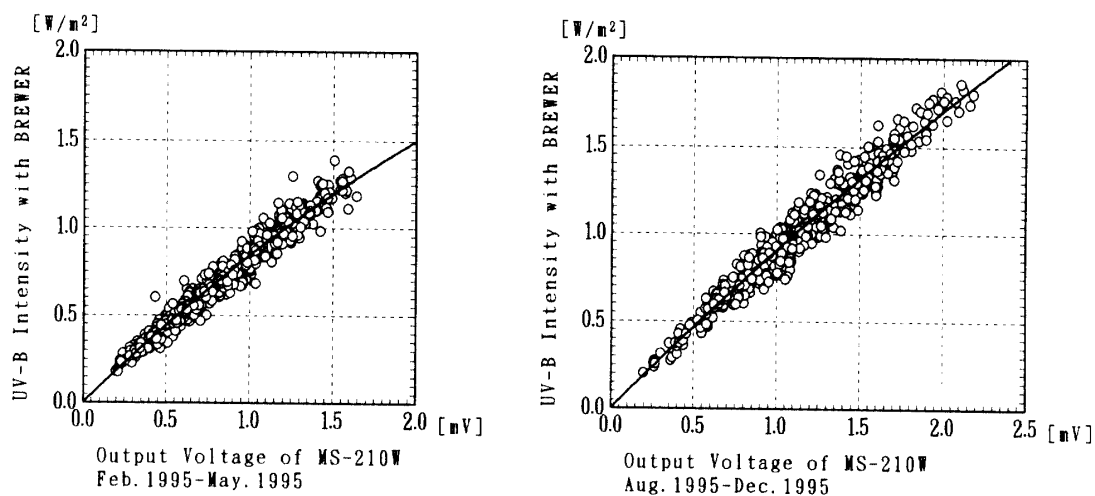 [W/m²]
UV-B Intensity with BREWER
2.0
1.5
1.0
0.5
0.0
0.0 0.5 1.0 1.5 2.0 [mV]
Output Voltage of MS-210W
Feb.1995-May.1995
[W/m²]
UV-B Intensity with BREWER
2.0
1.5
1.0
0.5
0.0
0.0 0.5 1.0 1.5 2.0 2.5 [mV]
Output Voltage of MS-210W
Aug.1995-Dec.1995